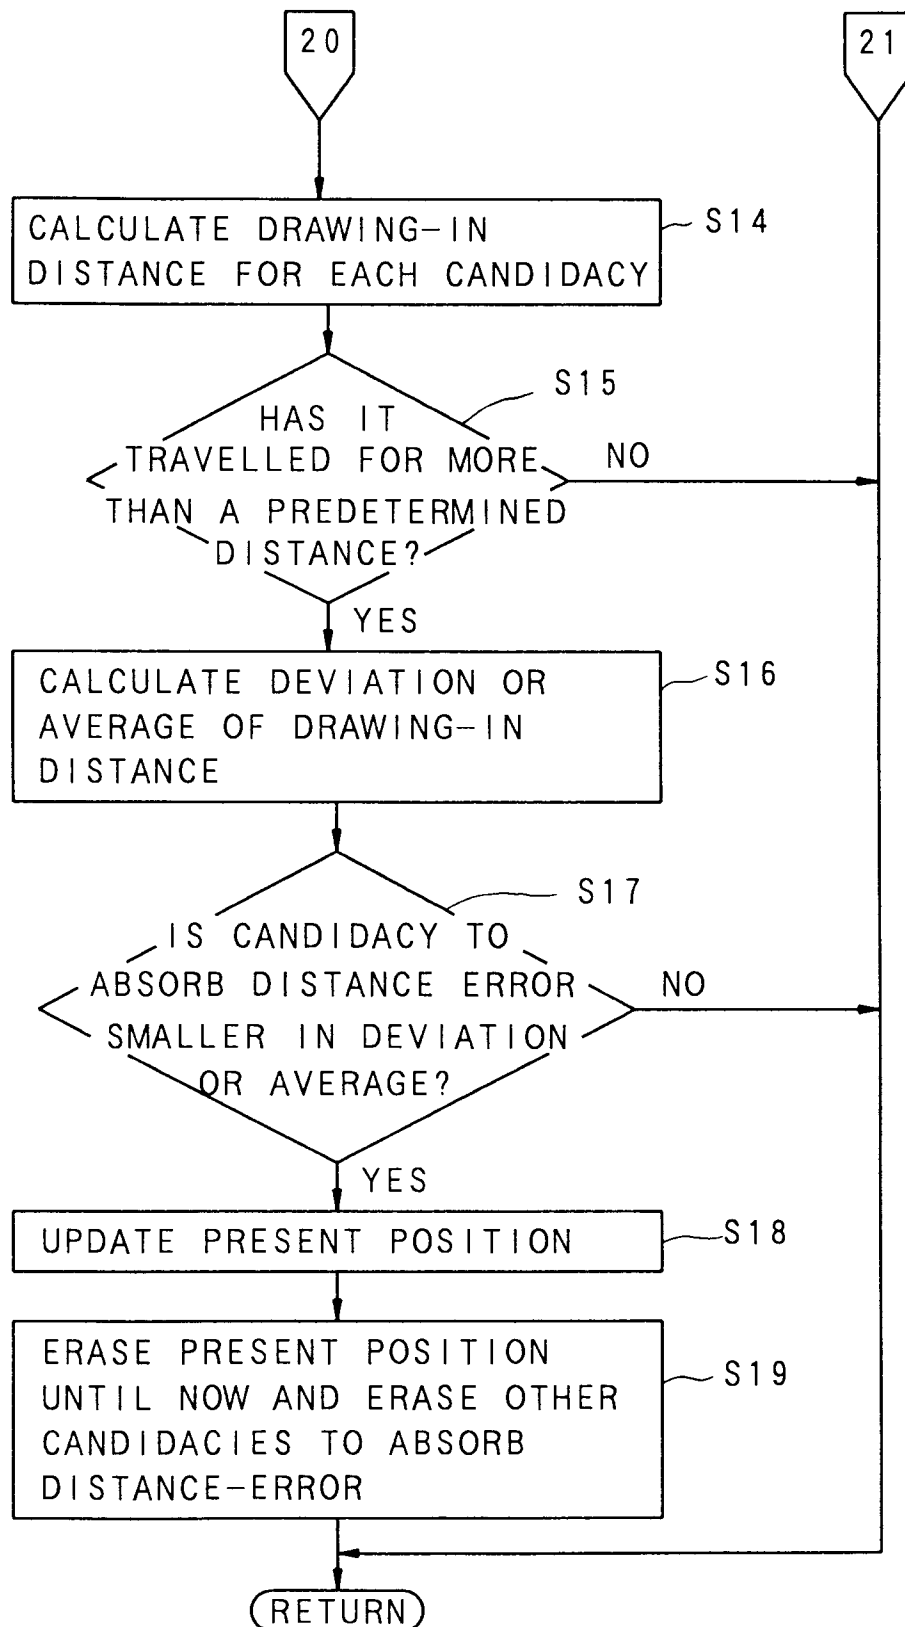 20
21
CALCULATE DRAWING-IN
DISTANCE FOR EACH CANDIDACY
S14
HAS IT
TRAVELLED FOR MORE
THAN A PREDETERMINED
DISTANCE?
S15
NO
YES
CALCULATE DEVIATION OR
AVERAGE OF DRAWING-IN
DISTANCE
S16
IS CANDIDACY TO
ABSORB DISTANCE ERROR
SMALLER IN DEVIATION
OR AVERAGE?
S17
NO
YES
UPDATE PRESENT POSITION
S18
ERASE PRESENT POSITION
UNTIL NOW AND ERASE OTHER
CANDIDACIES TO ABSORB
DISTANCE-ERROR
S19
RETURN